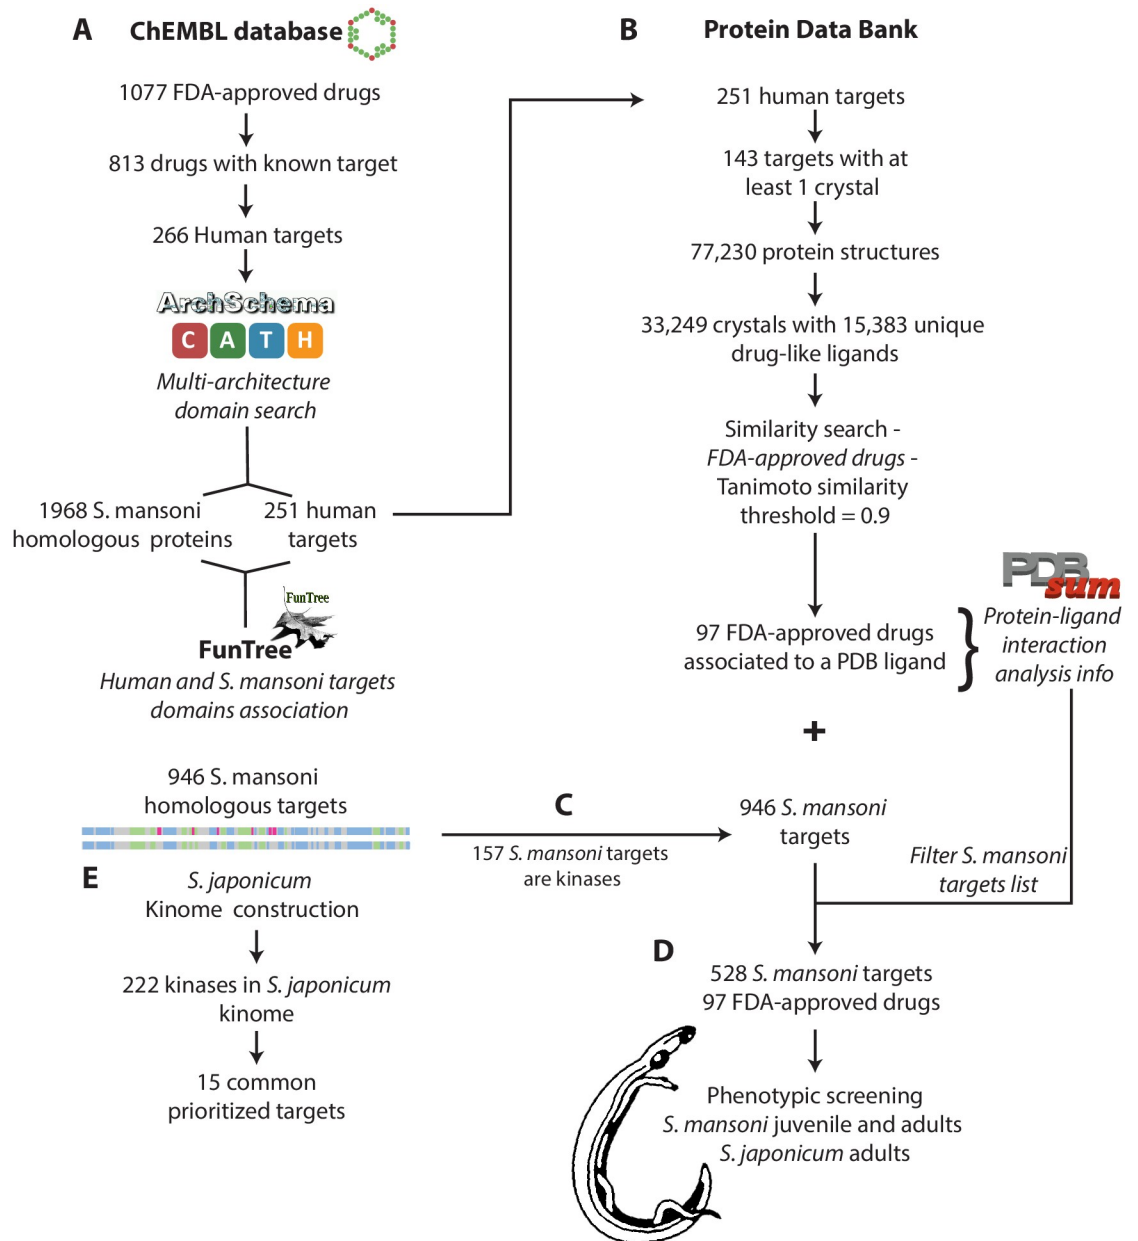 A ChEMBL database
1077 FDA-approved drugs
813 drugs with known target
266 Human targets
ArchSchema
C A T H
Multi-architecture
domain search
1968 S. mansoni
homologous proteins
251 human
targets
FunTree
FunTree
Human and S. mansoni targets
domains association
946 S. mansoni
homologous targets
B Protein Data Bank
251 human targets
143 targets with at
least 1 crystal
77,230 protein structures
33,249 crystals with 15,383 unique
drug-like ligands
Similarity search -
FDA-approved drugs -
Tanimoto similarity
threshold = 0.9
97 FDA-approved drugs
associated to a PDB ligand
}
PDB
sum
Protein-ligand
interaction
analysis info
+
C
157 S. mansoni targets
are kinases
946 S. mansoni
targets
Filter S. mansoni
targets list
D
528 S. mansoni targets
97 FDA-approved drugs
Phenotypic screening
S. mansoni juvenile and adults
S. japonicum adults
E
S. japonicum
Kinome construction
222 kinases in S. japonicum
kinome
15 common
prioritized targets